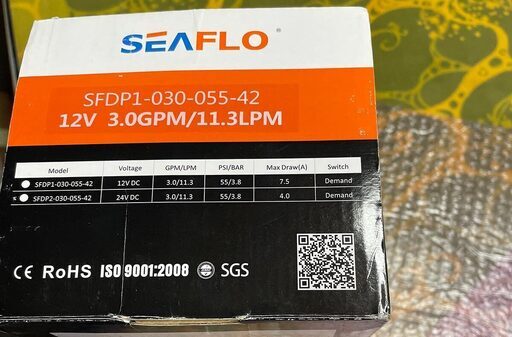 SEAFLO
SFDP1-030-055-42
12V 3.0GPM/11.3LPM
Model Voltage GPM/LPM PSI/BAR Max Draw(A) Switch
SFDP1-030-055-42 12V DC 3.0/11.3 55/3.8 7.5 Demand
SFDP2-030-055-42 24V DC 3.0/11.3 55/3.8 4.0 Demand
CE RoHS ISO 9001:2008 SGS